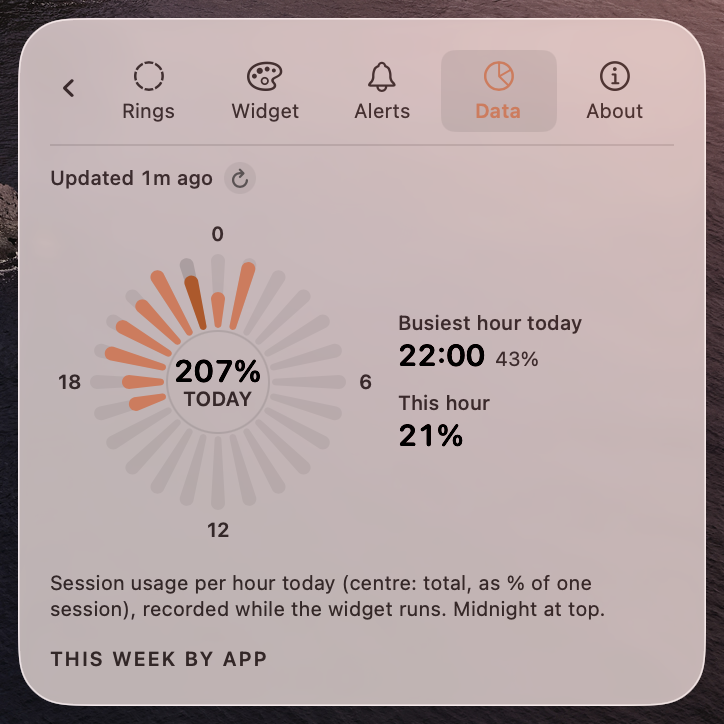 Rings
Widget
Alerts
Data
About
Updated 1m ago
0
18
6
12
207%
TODAY
Busiest hour today
22:00 43%
This hour
21%
Session usage per hour today (centre: total, as % of one
session), recorded while the widget runs. Midnight at top.
THIS WEEK BY APP